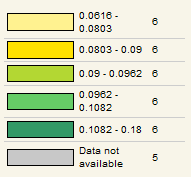 0.0616 -
0.0803 6
0.0803 - 0.09 6
0.09 - 0.0962 6
0.0962 -
0.1082 6
0.1082 - 0.18 6
Data not
available 5